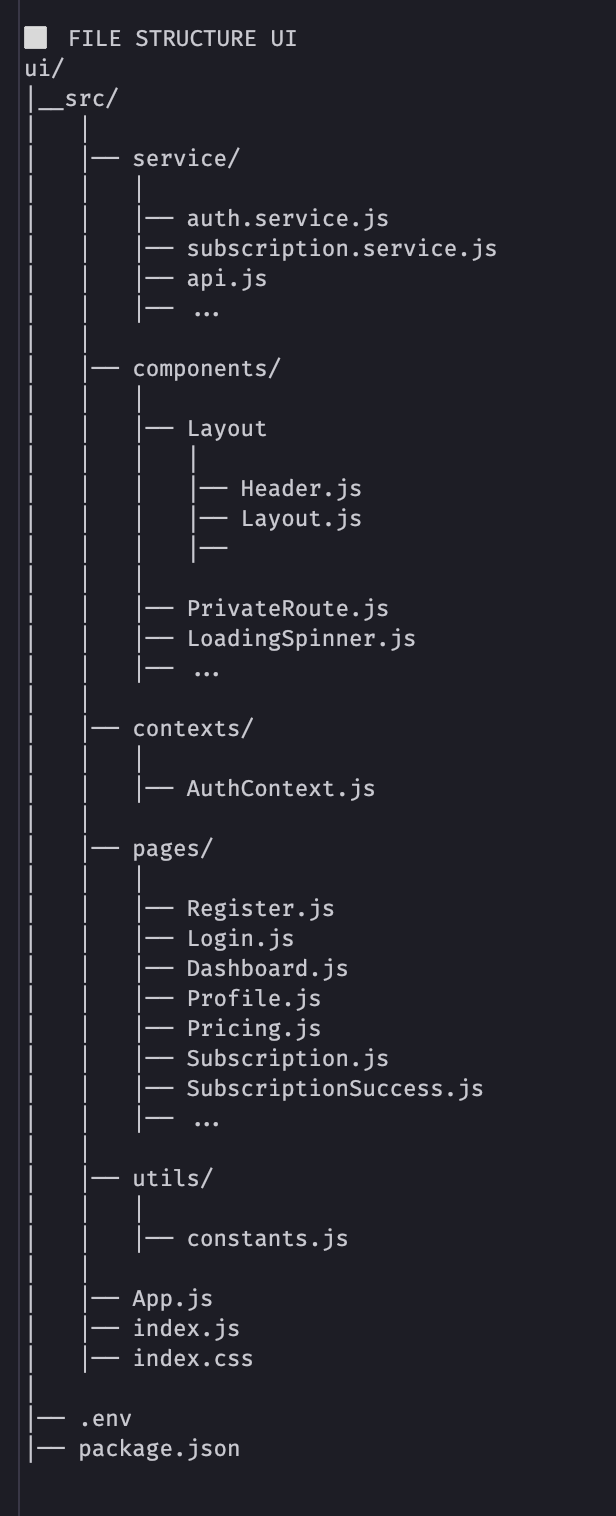 ⬜ FILE STRUCTURE UI
ui/
|__src/
|   |
|   |── service/
|   |   |
|   |   |── auth.service.js
|   |   |── subscription.service.js
|   |   |── api.js
|   |   |── ...
|   |
|   |── components/
|   |   |
|   |   |── Layout
|   |   |   |
|   |   |   |── Header.js
|   |   |   |── Layout.js
|   |   |   |──
|   |   |
|   |   |── PrivateRoute.js
|   |   |── LoadingSpinner.js
|   |   |── ...
|   |
|   |── contexts/
|   |   |
|   |   |── AuthContext.js
|   |
|   |── pages/
|   |   |
|   |   |── Register.js
|   |   |── Login.js
|   |   |── Dashboard.js
|   |   |── Profile.js
|   |   |── Pricing.js
|   |   |── Subscription.js
|   |   |── SubscriptionSuccess.js
|   |   |── ...
|   |
|   |── utils/
|   |   |
|   |   |── constants.js
|   |
|   |── App.js
|   |── index.js
|   |── index.css
|
|── .env
|── package.json